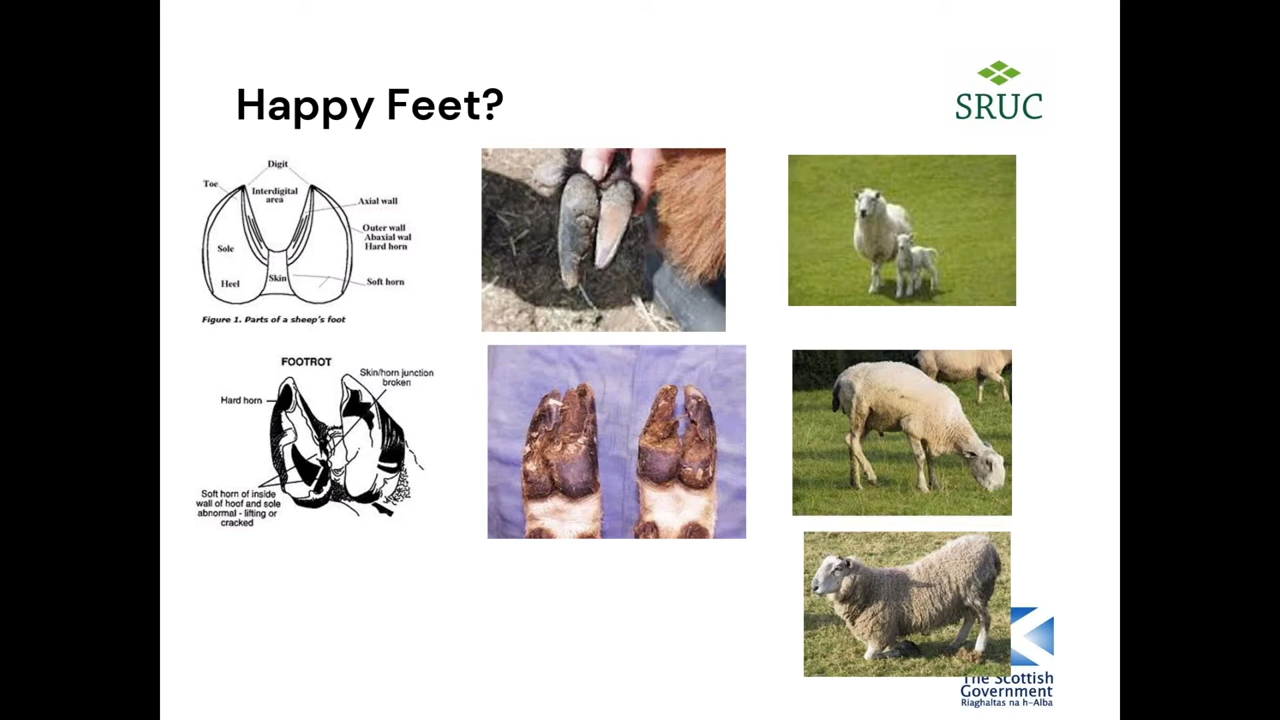 Happy Feet?
SRUC
Digit
Toe
Interdigital
area
Axial wall
Outer wall
Abaxial wal
Hard horn
Sole
Heel
Skin
Soft horn
Figure 1. Parts of a sheep's foot
FOOTROT
Skin/horn junction
broken
Hard horn
Soft horn of inside
wall of hoof and sole
abnormal - lifting or
cracked
The Scottish
Government
Riaghaltas na h-Alba